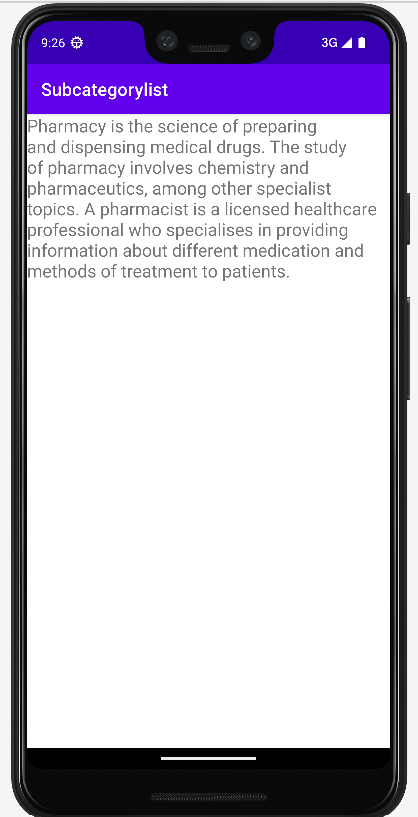 9:26 3G
Subcategorylist
Pharmacy is the science of preparing
and dispensing medical drugs. The study
of pharmacy involves chemistry and
pharmaceutics, among other specialist
topics. A pharmacist is a licensed healthcare
professional who specialises in providing
information about different medication and
methods of treatment to patients.